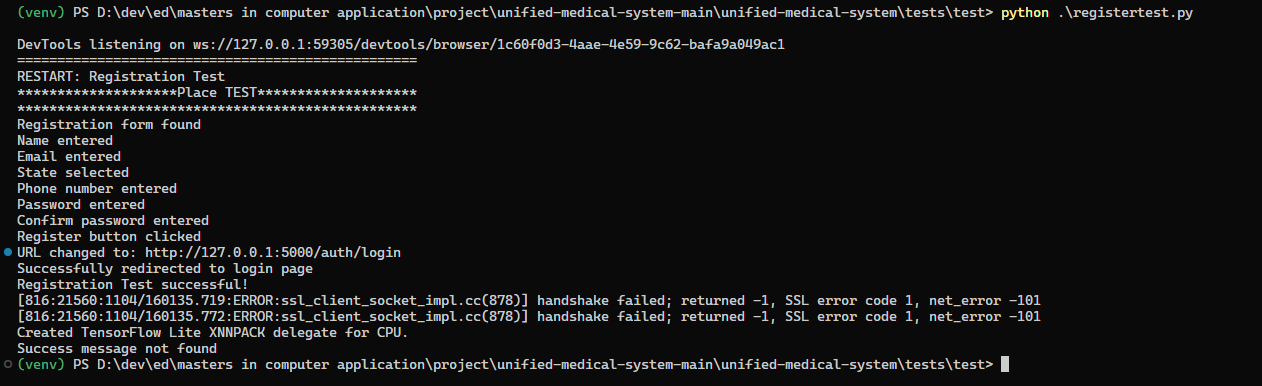 (venv) PS D:\dev\ed\masters in computer application\project\unified-medical-system-main\unified-medical-system\tests\test> python .\registertest.py
DevTools listening on ws://127.0.0.1:59305/devtools/browser/1c60f0d3-4aae-4e59-9c62-bafa9a049ac1
==================================================
RESTART: Registration Test
********************Place TEST********************
**************************************************
Registration form found
Name entered
Email entered
State selected
Phone number entered
Password entered
Confirm password entered
Register button clicked
URL changed to: http://127.0.0.1:5000/auth/login
Successfully redirected to login page
Registration Test successful!
[816:21560:1104/160135.719:ERROR:ssl_client_socket_impl.cc(878)] handshake failed; returned -1, SSL error code 1, net_error -101
[816:21560:1104/160135.772:ERROR:ssl_client_socket_impl.cc(878)] handshake failed; returned -1, SSL error code 1, net_error -101
Created TensorFlow Lite XNNPACK delegate for CPU.
Success message not found
(venv) PS D:\dev\ed\masters in computer application\project\unified-medical-system-main\unified-medical-system\tests\test>